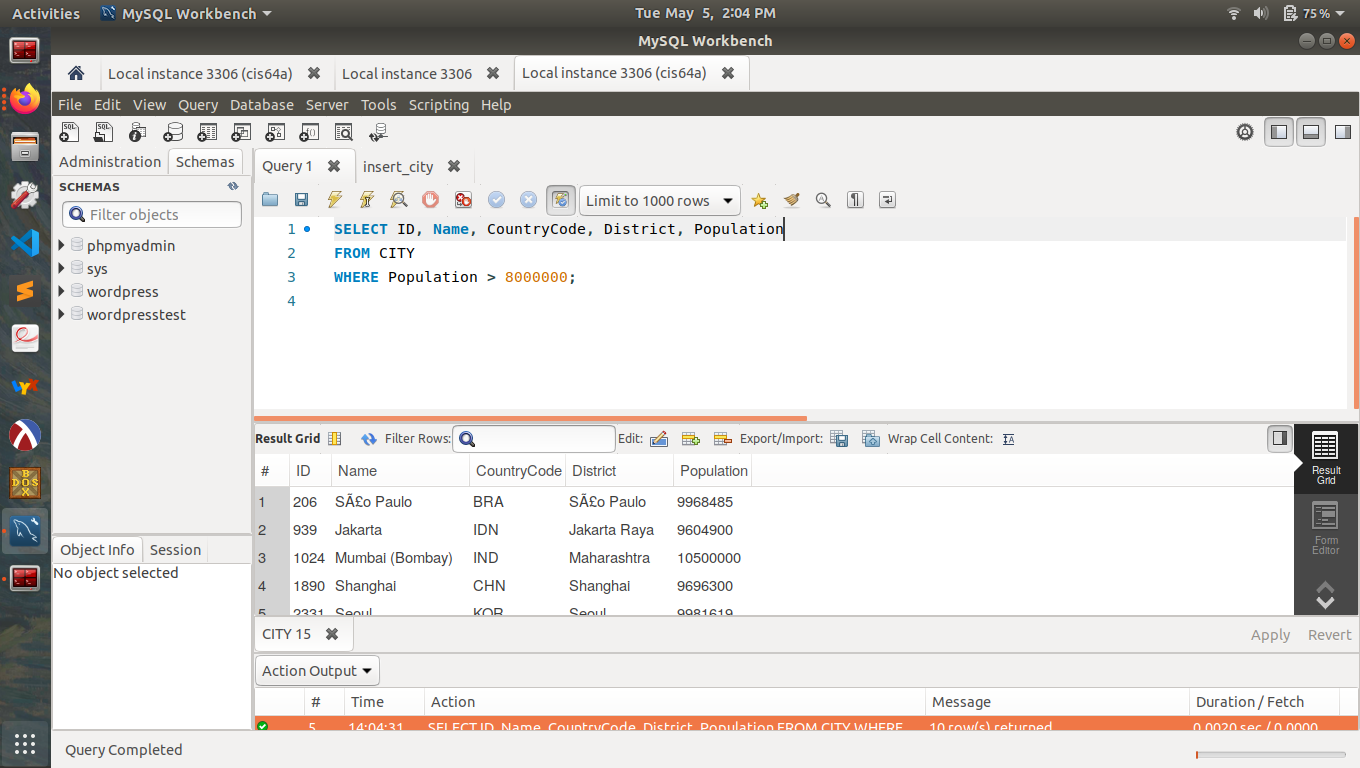 Activities MySQL Workbench Tue May 5, 2:04 PM 75%
MySQL Workbench
Local instance 3306 (cis64a) Local instance 3306 Local instance 3306 (cis64a)
File Edit View Query Database Server Tools Scripting Help
Administration Schemas
SCHEMAS
Filter objects
phpmyadmin
sys
wordpress
wordpresstest
Object Info Session
No object selected
Query 1 insert_city
Limit to 1000 rows
1 SELECT ID, Name, CountryCode, District, Population
2 FROM CITY
3 WHERE Population > 8000000;
4
Result Grid Filter Rows: Edit: Export/Import: Wrap Cell Content:
# ID Name CountryCode District Population
1 206 SÃ£o Paulo BRA SÃ£o Paulo 9968485
2 939 Jakarta IDN Jakarta Raya 9604900
3 1024 Mumbai (Bombay) IND Maharashtra 10500000
4 1890 Shanghai CHN Shanghai 9696300
5 2331 Seoul KOR Seoul 9981619
Result
Grid
Form
Editor
CITY 15 Apply Revert
Action Output
# Time Action Message Duration / Fetch
5 14:04:31 SELECT ID, Name, CountryCode, District, Population FROM CITY WHERE 10 row(s) returned 0.0020 sec / 0.0000
Query Completed